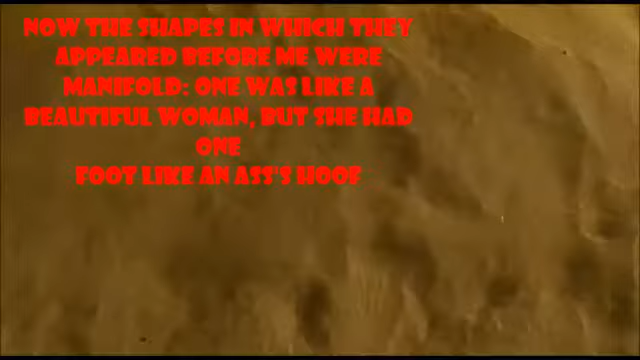 NOW THE SHAPES IN WHICH THEY
APPEARED BEFORE ME WERE
MANIFOLD: ONE WAS LIKE A
BEAUTIFUL WOMAN, BUT SHE HAD
ONE
FOOT LIKE AN ASS'S HOOF